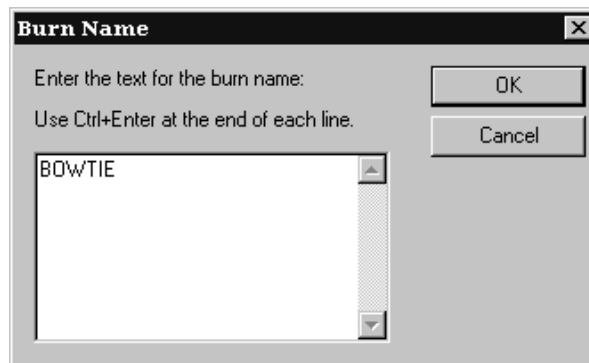 Burn Name
Enter the text for the burn name:
OK
Use Ctrl+Enter at the end of each line.
Cancel
BOWTIE